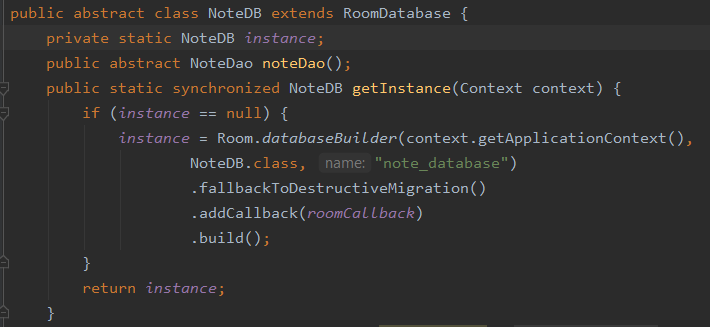 public abstract class NoteDB extends RoomDatabase {
    private static NoteDB instance;
    public abstract NoteDao noteDao();
    public static synchronized NoteDB getInstance(Context context) {
        if (instance == null) {
            instance = Room.databaseBuilder(context.getApplicationContext(),
                    NoteDB.class, name: "note_database")
                    .fallbackToDestructiveMigration()
                    .addCallback(roomCallback)
                    .build();
        }
        return instance;
    }